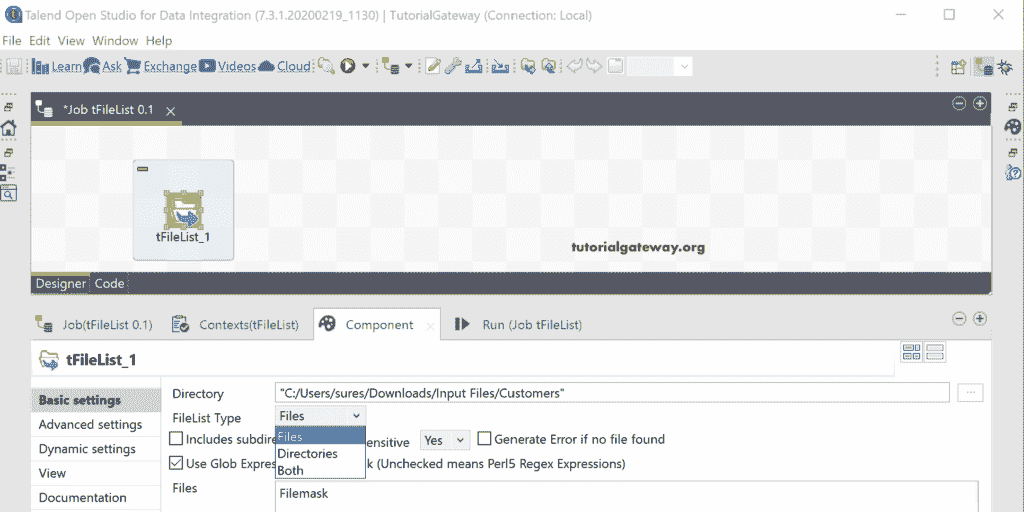 Talend Open Studio for Data Integration (7.3.1.20200219_1130) | TutorialGateway (Connection: Local)
File Edit View Window Help
Learn Ask Exchange Videos Cloud
*Job tFileList 0.1
tFileList_1
tutorialgateway.org
Designer Code
Job(tFileList 0.1) Contexts(tFileList) Component Run (Job tFileList)
tFileList_1
Basic settings
Advanced settings
Dynamic settings
View
Documentation
Directory "C:/Users/sures/Downloads/Input Files/Customers" ...
FileList Type Files
Files
Directories
Both
Includes subdire ensitive Yes Generate Error if no file found
Use Glob Expres k (Unchecked means Perl5 Regex Expressions)
Files Filemask